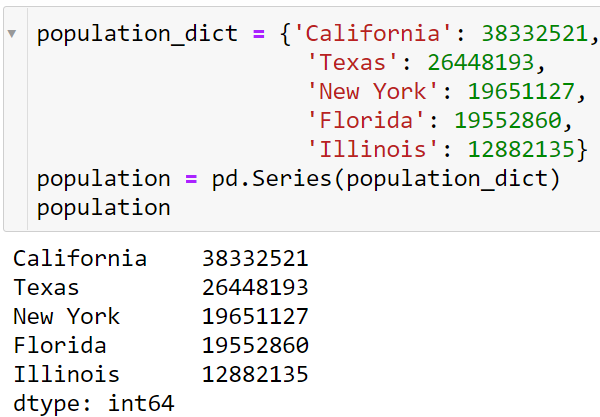 population_dict = {'California': 38332521,
                   'Texas': 26448193,
                   'New York': 19651127,
                   'Florida': 19552860,
                   'Illinois': 12882135}
population = pd.Series(population_dict)
population
California    38332521
Texas         26448193
New York      19651127
Florida       19552860
Illinois      12882135
dtype: int64